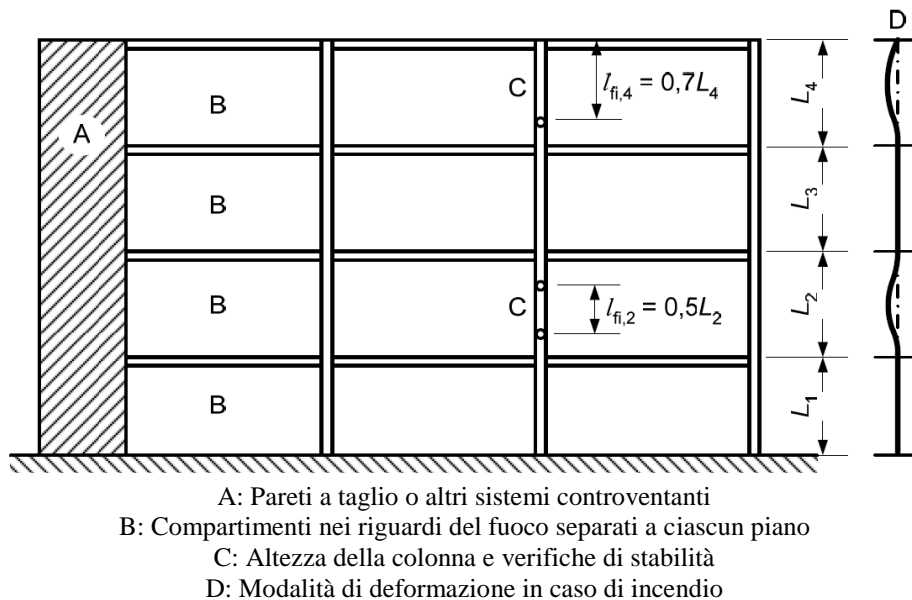 D
A
B
C
l_fi,4 = 0,7L_4
L_4
B
L_3
B
C
l_fi,2 = 0,5L_2
L_2
B
L_1
A: Pareti a taglio o altri sistemi controventanti
B: Compartimenti nei riguardi del fuoco separati a ciascun piano
C: Altezza della colonna e verifiche di stabilità
D: Modalità di deformazione in caso di incendio